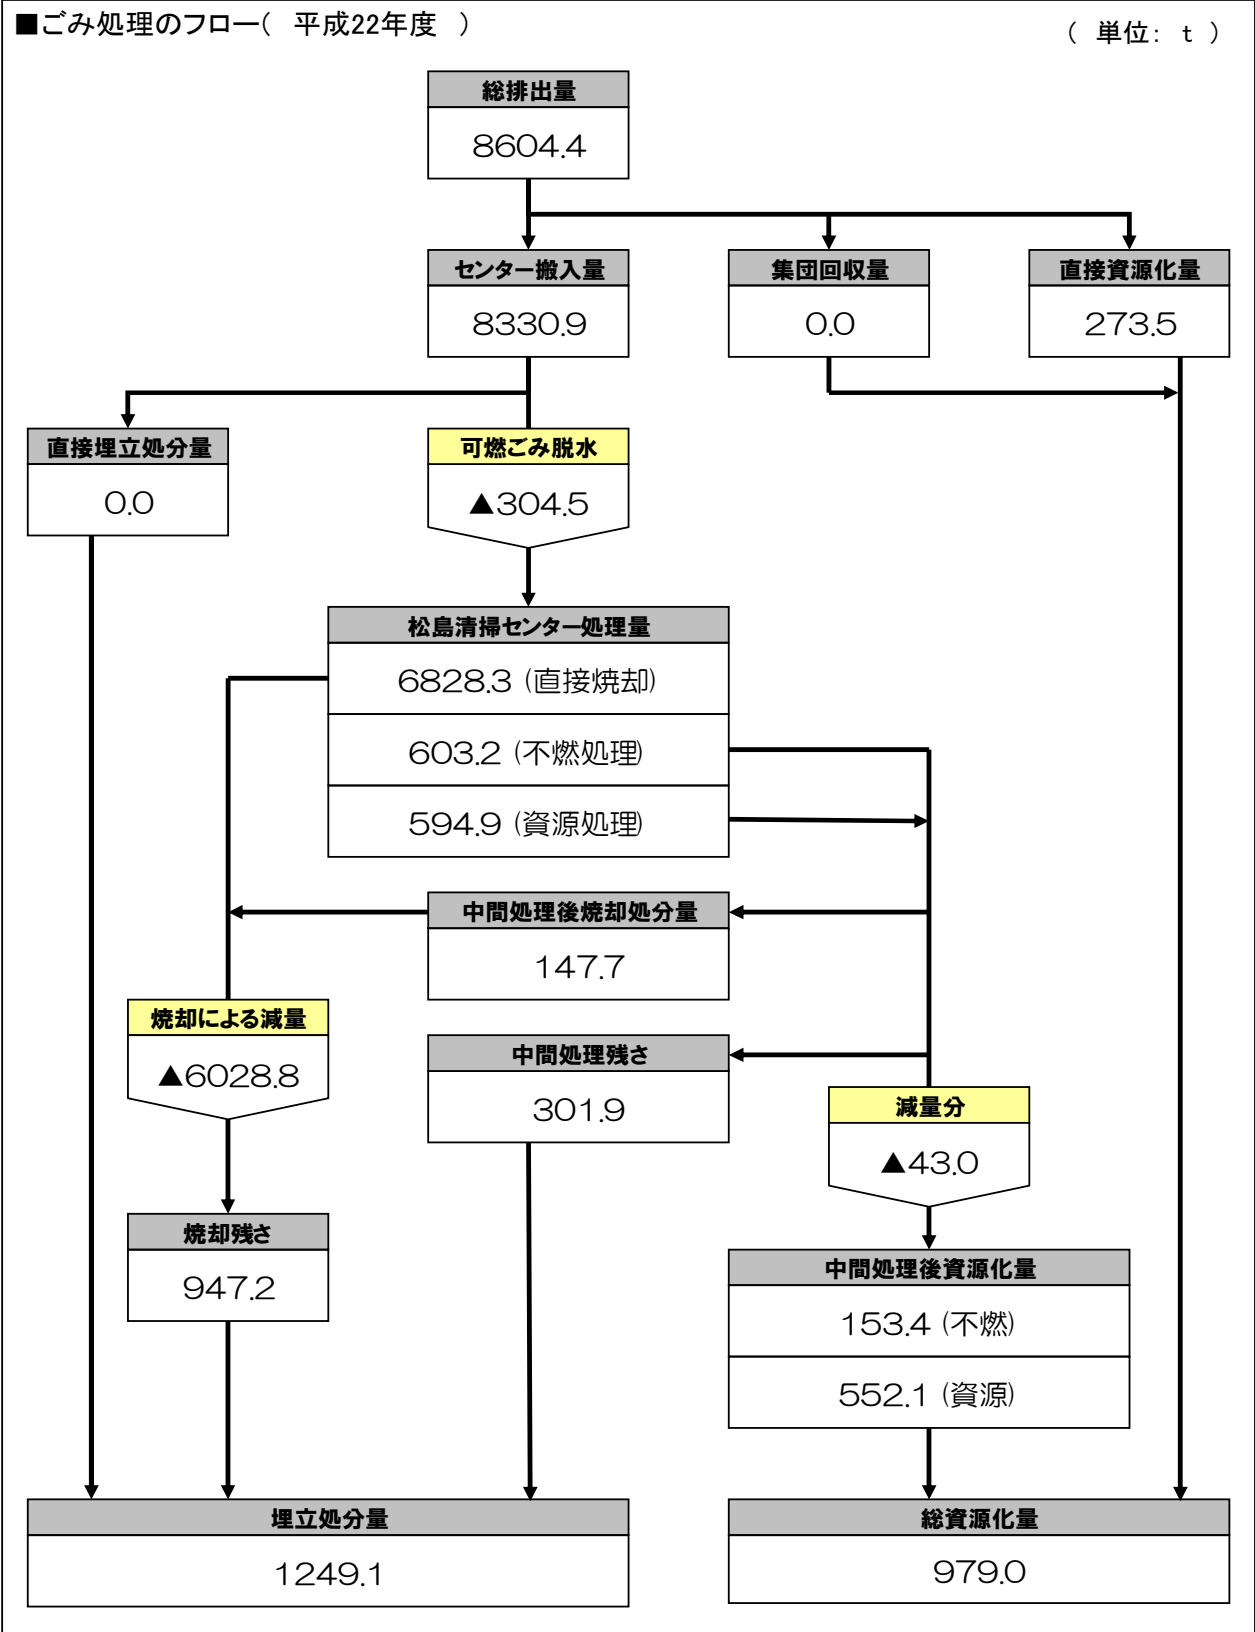 ■ごみ処理のフロー(　平成22年度　)
(　単位:　t　)
総排出量
8604.4
センター搬入量
8330.9
集団回収量
0.0
直接資源化量
273.5
直接埋立処分量
0.0
可燃ごみ脱水
▲304.5
松島清掃センター処理量
6828.3 (直接焼却)
603.2 (不燃処理)
594.9 (資源処理)
中間処理後焼却処分量
147.7
焼却による減量
▲6028.8
中間処理残さ
301.9
減量分
▲43.0
焼却残さ
947.2
中間処理後資源化量
153.4 (不燃)
552.1 (資源)
埋立処分量
1249.1
総資源化量
979.0